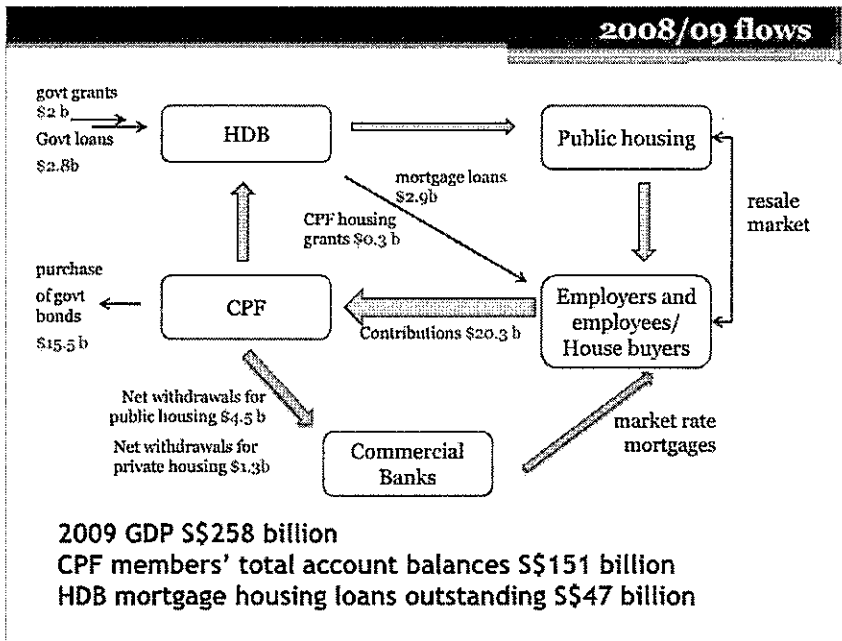 2008/09 flows
govt grants
$2 b
Govt loans
$2.8b
HDB
Public housing
mortgage loans
$2.9b
CPF housing
grants $0.3 b
resale
market
purchase
of govt
bonds
$15.5 b
CPF
Employers and
employees/
House buyers
Contributions $20.3 b
Net withdrawals for
public housing $4.5 b
Net withdrawals for
private housing $1.3b
Commercial
Banks
market rate
mortgages
2009 GDP S$258 billion
CPF members' total account balances S$151 billion
HDB mortgage housing loans outstanding S$47 billion